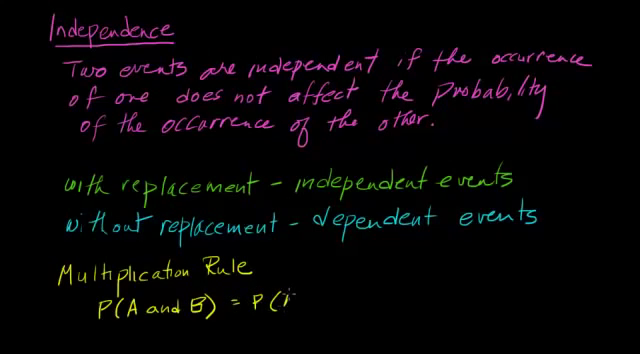 Independence
Two events are independent if the occurrence
of one does not affect the probability
of the occurrence of the other.
with replacement - independent events
without replacement - dependent events
Multiplication Rule
P(A and B) = P(